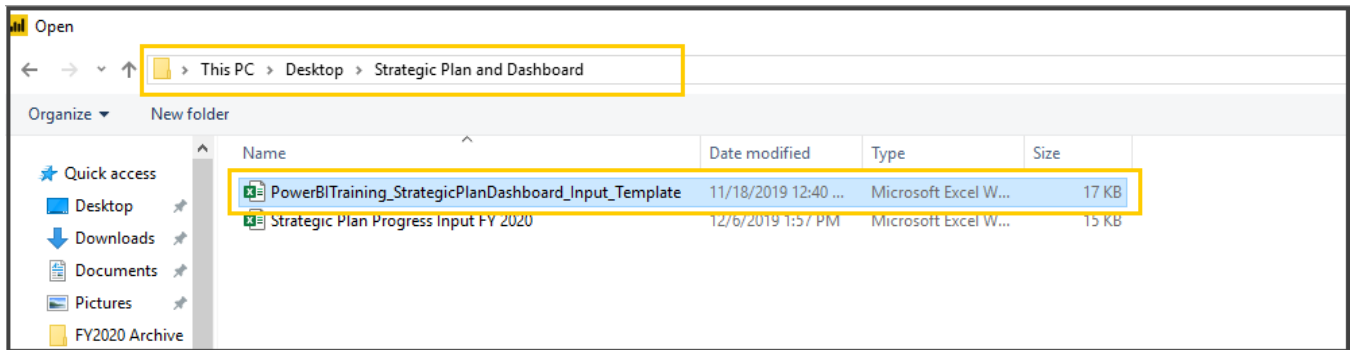 Open
This PC > Desktop > Strategic Plan and Dashboard
Organize New folder
Name Date modified Type Size
Quick access
PowerBITraining_StrategicPlanDashboard_Input_Template 11/18/2019 12:40 ... Microsoft Excel W... 17 KB
Desktop
Strategic Plan Progress Input FY 2020 12/6/2019 1:57 PM Microsoft Excel W... 15 KB
Downloads
Documents
Pictures
FY2020 Archive